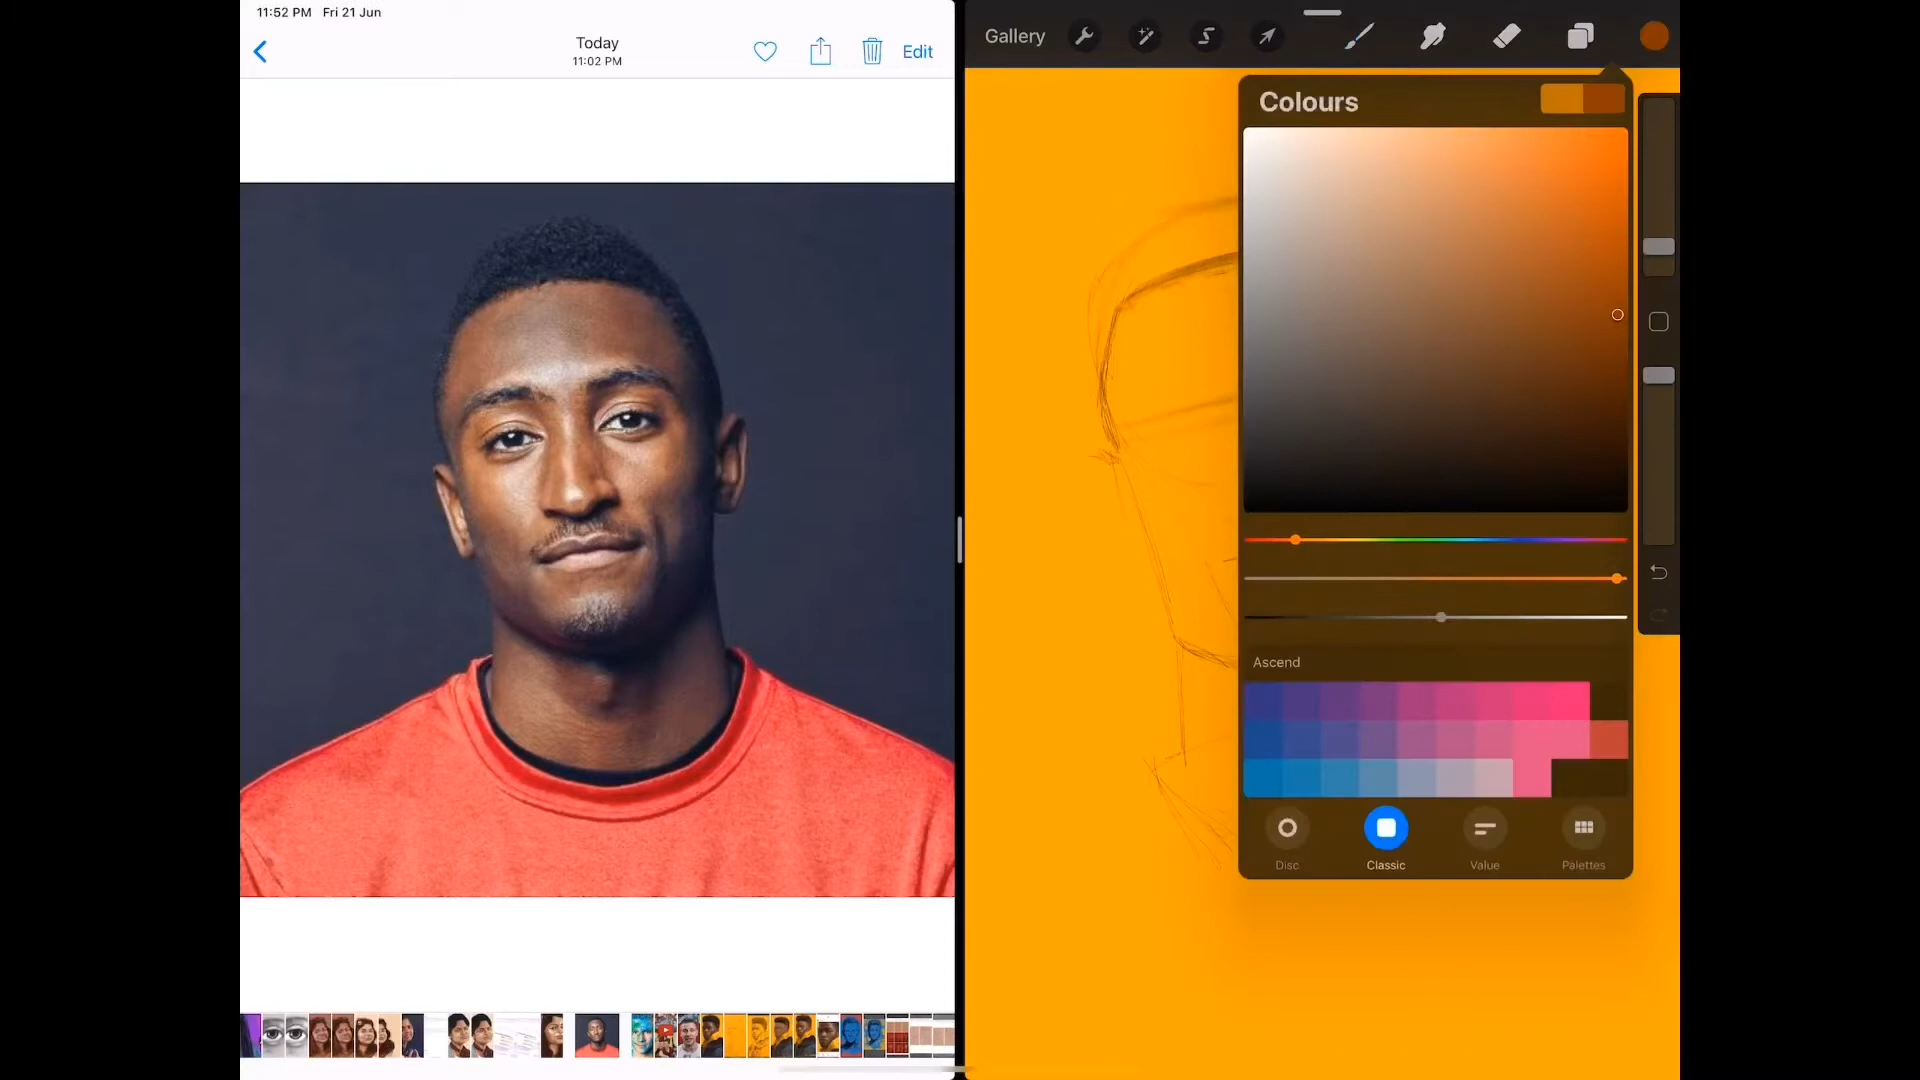 11:52 PM Fri 21 Jun
Today
11:02 PM
Edit
Gallery
Colours
Ascend
Disc
Classic
Value
Palettes